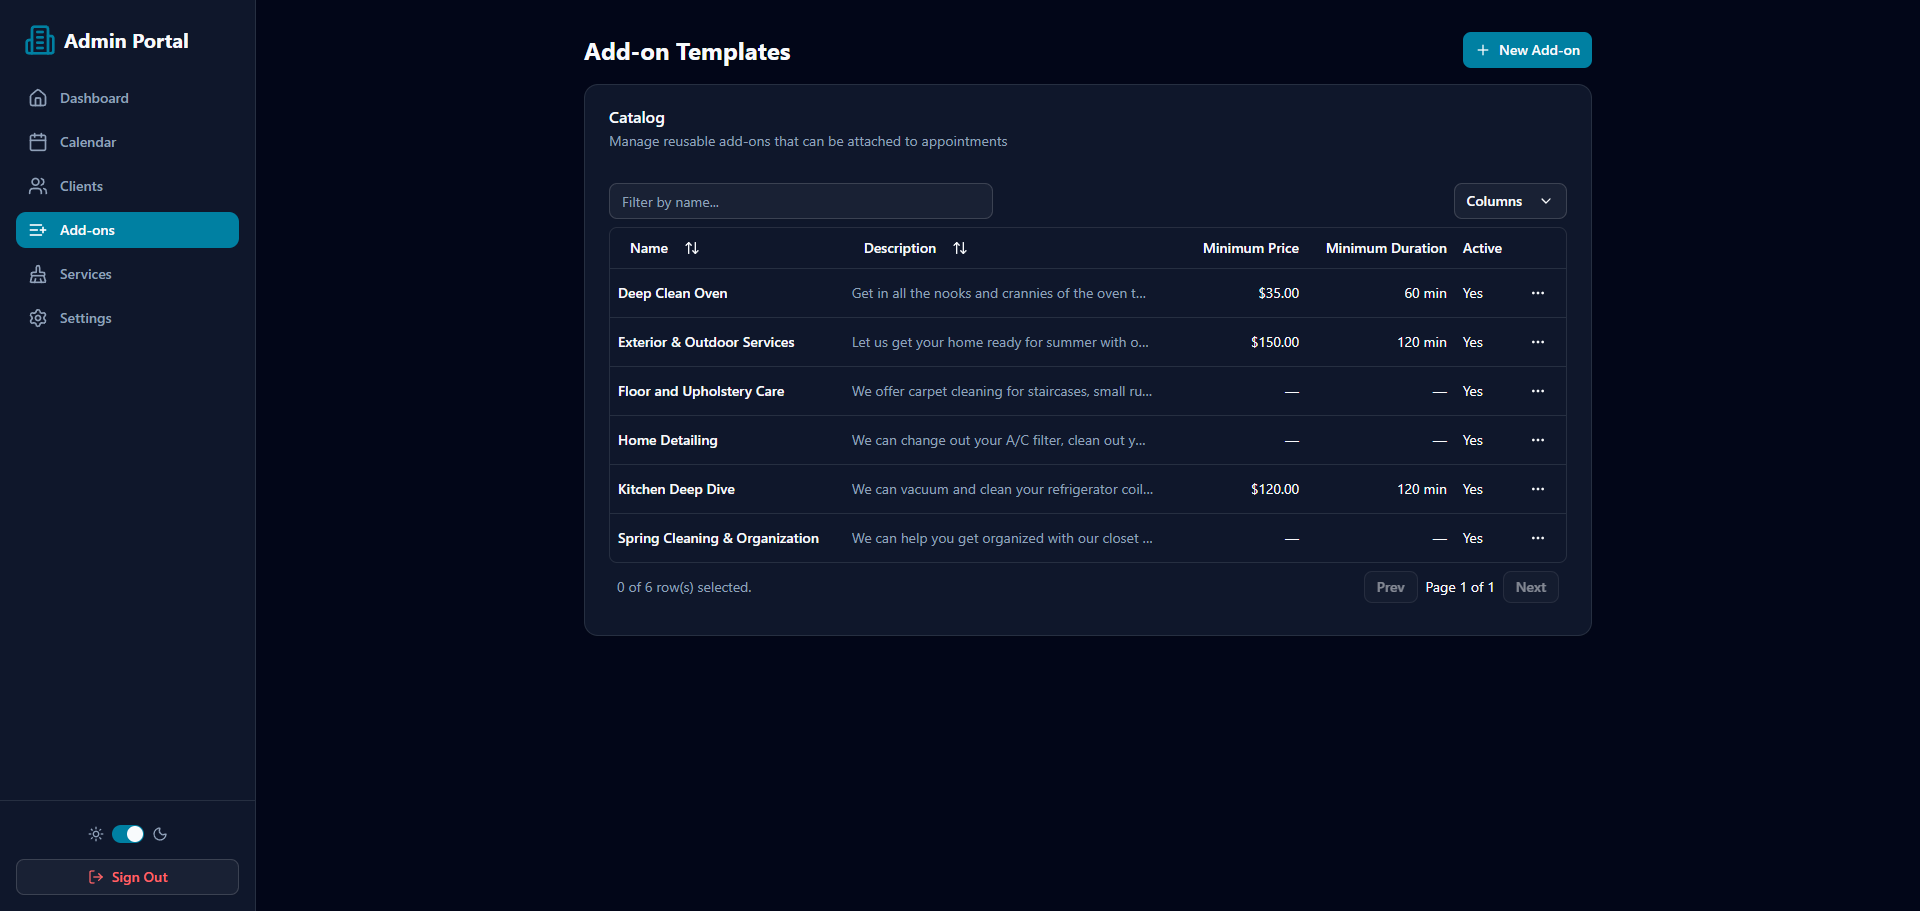 Admin Portal
Dashboard
Calendar
Clients
Add-ons
Services
Settings
Sign Out
Add-on Templates
New Add-on
Catalog
Manage reusable add-ons that can be attached to appointments
Filter by name...
Columns
Name Description Minimum Price Minimum Duration Active
Deep Clean Oven Get in all the nooks and crannies of the oven t... $35.00 60 min Yes
Exterior & Outdoor Services Let us get your home ready for summer with o... $150.00 120 min Yes
Floor and Upholstery Care We offer carpet cleaning for staircases, small ru... — — Yes
Home Detailing We can change out your A/C filter, clean out y... — — Yes
Kitchen Deep Dive We can vacuum and clean your refrigerator coil... $120.00 120 min Yes
Spring Cleaning & Organization We can help you get organized with our closet ... — — Yes
0 of 6 row(s) selected. Prev Page 1 of 1 Next